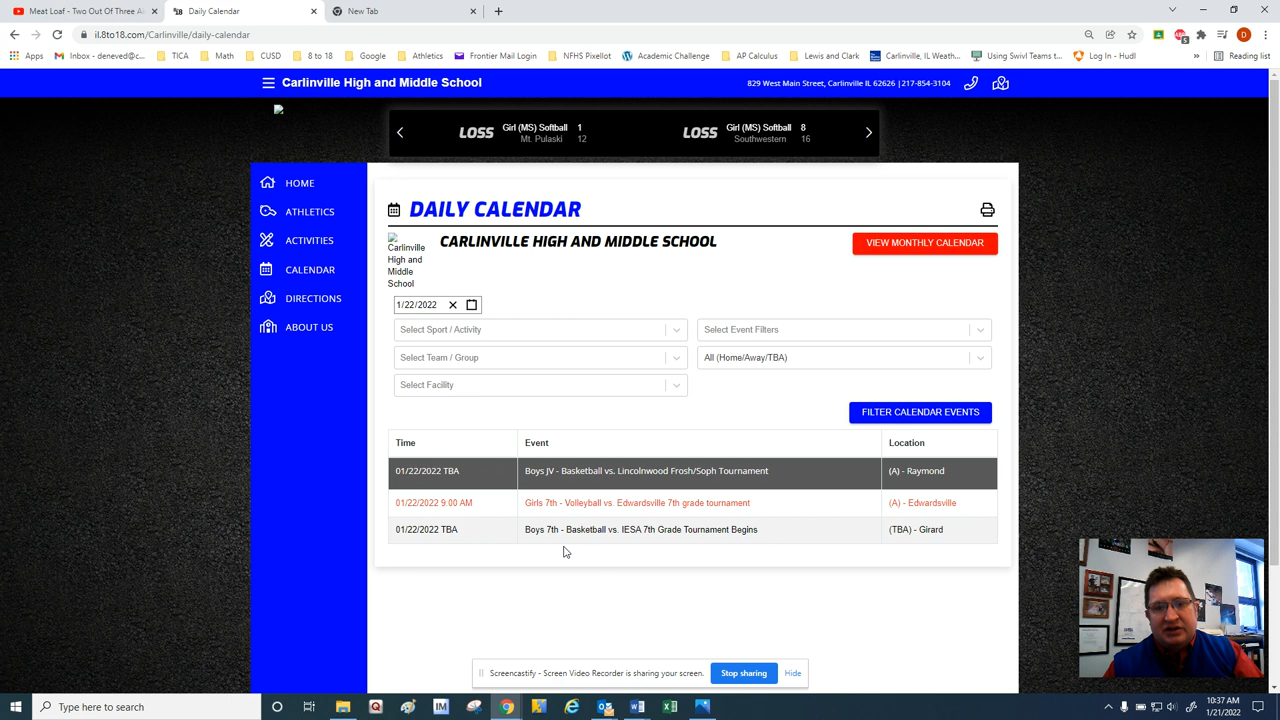 Meat Loaf - Two Out Of Three A
Daily Calendar
New Tab
il.8to18.com/Carlinville/daily-calendar
Apps
Math
CUSD
8 to 18
Google
Athletics
Frontier Mail Login
NFHS Pixellot
Academic Challenge
AP Calculus
Lewis and Clark
Carlinville, IL Weath...
Using Swivl Teams t...
Log In - Hudl
»
Reading list
TICA
Carlinville High and Middle School
829 West Main Street, Carlinville IL 62626 |217-854-3104
LOSS Girl (MS) Softball 1
Mt. Pulaski 12
LOSS Girl (MS) Softball 8
Southwestern 16
HOME
ATHLETICS
ACTIVITIES
CALENDAR
DIRECTIONS
ABOUT US
DAILY CALENDAR
Carlinville
High and
Middle
School
CARLINVILLE HIGH AND MIDDLE SCHOOL
VIEW MONTHLY CALENDAR
1/22/2022
Select Sport / Activity
Select Event Filters
Select Team / Group
All (Home/Away/TBA)
Select Facility
FILTER CALENDAR EVENTS
Time Event Location
01/22/2022 TBA Boys JV - Basketball vs. Lincolnwood Frosh/Soph Tournament (A) - Raymond
01/22/2022 9:00 AM Girls 7th - Volleyball vs. Edwardsville 7th grade tournament (A) - Edwardsville
01/22/2022 TBA Boys 7th - Basketball vs. IESA 7th Grade Tournament Begins (TBA) - Girard
Screencastify - Screen Video Recorder is sharing your screen.
Stop sharing
Hide
Type here to search
10:37 AM
1/21/2022